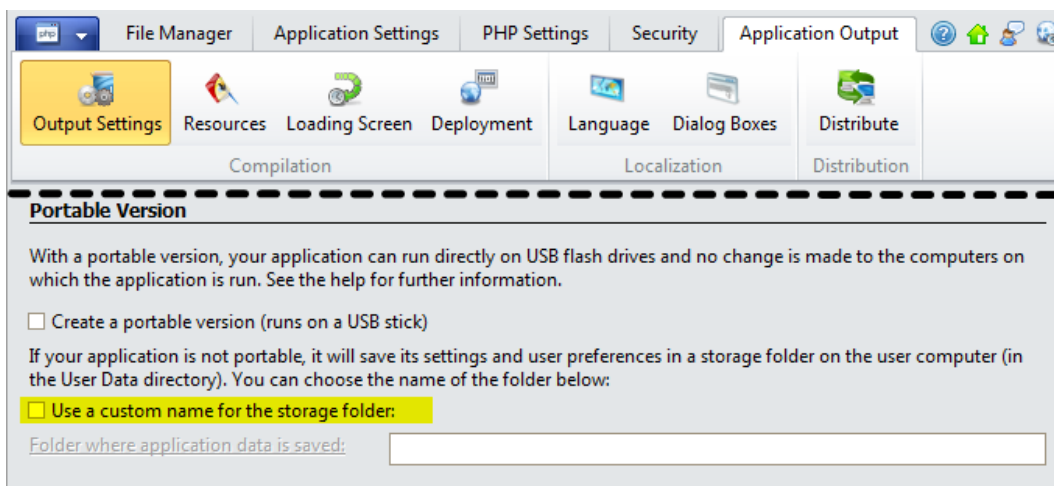 php
File Manager
Application Settings
PHP Settings
Security
Application Output
Output Settings
Resources
Loading Screen
Deployment
Language
Dialog Boxes
Distribute
Compilation
Localization
Distribution
Portable Version
With a portable version, your application can run directly on USB flash drives and no change is made to the computers on
which the application is run. See the help for further information.
Create a portable version (runs on a USB stick)
If your application is not portable, it will save its settings and user preferences in a storage folder on the user computer (in
the User Data directory). You can choose the name of the folder below:
Use a custom name for the storage folder:
Folder where application data is saved: